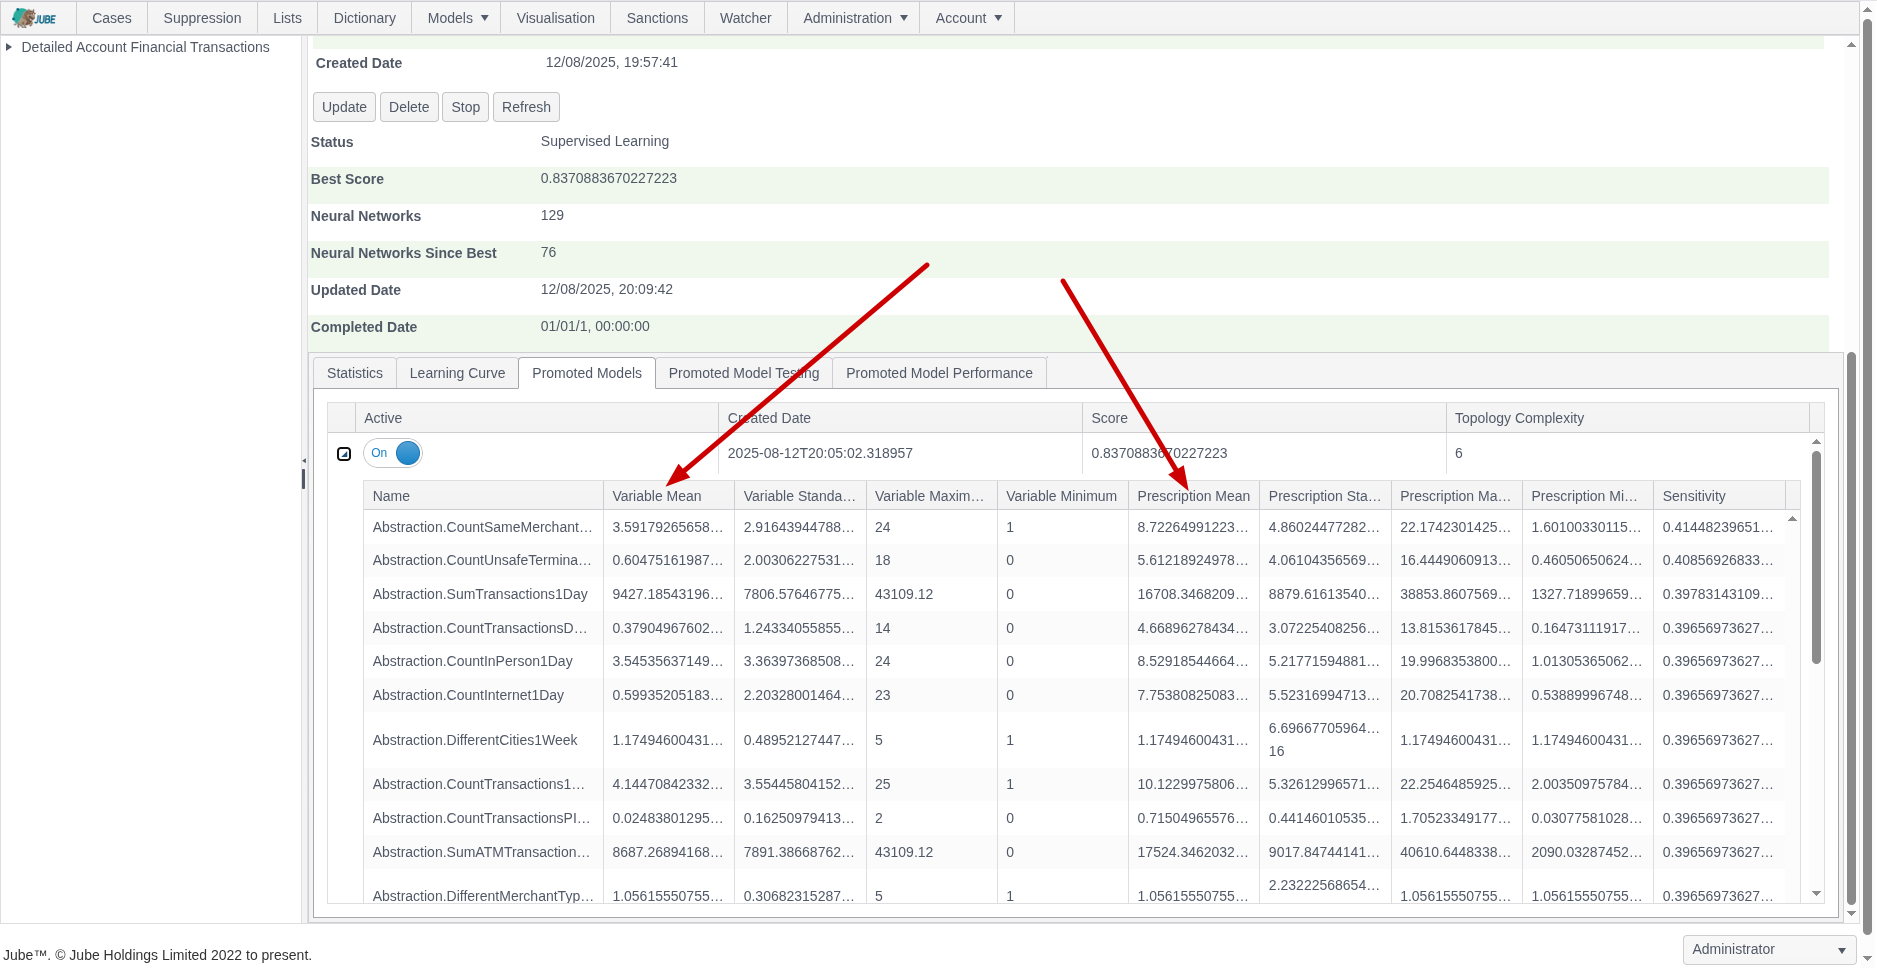 JUBE Cases Suppression Lists Dictionary Models Visualisation Sanctions Watcher Administration Account
Detailed Account Financial Transactions
Created Date 12/08/2025, 19:57:41
Update Delete Stop Refresh
Status Supervised Learning
Best Score 0.8370883670227223
Neural Networks 129
Neural Networks Since Best 76
Updated Date 12/08/2025, 20:09:42
Completed Date 01/01/1, 00:00:00
Statistics Learning Curve Promoted Models Promoted Model Testing Promoted Model Performance
Active Created Date Score Topology Complexity
On 2025-08-12T20:05:02.318957 0.8370883670227223 6
Name Variable Mean Variable Standa... Variable Maxim... Variable Minimum Prescription Mean Prescription Sta... Prescription Ma... Prescription Mi... Sensitivity
Abstraction.CountSameMerchant... 3.59179265658... 2.91643944788... 24 1 8.72264991223... 4.86024477282... 22.1742301425... 1.60100330115... 0.41448239651...
Abstraction.CountUnsafeTermina... 0.60475161987... 2.00306227531... 18 0 5.61218924978... 4.06104356569... 16.4449060913... 0.46050650624... 0.40856926833...
Abstraction.SumTransactions1Day 9427.18543196... 7806.57646775... 43109.12 0 16708.3468209... 8879.61613540... 38853.8607569... 1327.71899659... 0.39783143109...
Abstraction.CountTransactionsD... 0.37904967602... 1.24334055855... 14 0 4.66896278434... 3.07225408256... 13.8153617845... 0.16473111917... 0.39656973627...
Abstraction.CountInPerson1Day 3.54535637149... 3.36397368508... 24 0 8.52918544664... 5.21771594881... 19.9968353800... 1.01305365062... 0.39656973627...
Abstraction.CountInternet1Day 0.59935205183... 2.20328001464... 23 0 7.75380825083... 5.52316994713... 20.7082541738... 0.53889996748... 0.39656973627...
Abstraction.DifferentCities1Week 1.17494600431... 0.48952127447... 5 1 1.17494600431... 6.69667705964... 1.17494600431... 1.17494600431... 0.39656973627...
16
Abstraction.CountTransactions1... 4.14470842332... 3.55445804152... 25 1 10.1229975806... 5.32612996571... 22.2546485925... 2.00350975784... 0.39656973627...
Abstraction.CountTransactionsPI... 0.02483801295... 0.16250979413... 2 0 0.71504965576... 0.44146010535... 1.70523349177... 0.03077581028... 0.39656973627...
Abstraction.SumATMTransaction... 8687.26894168... 7891.38668762... 43109.12 0 17524.3462032... 9017.84744141... 40610.6448338... 2090.03287452... 0.39656973627...
Abstraction.DifferentMerchantTyp... 1.05615550755... 0.30682315287... 5 1 1.05615550755... 2.23222568654... 1.05615550755... 1.05615550755... 0.39656973627...
Jube™. © Jube Holdings Limited 2022 to present.
Administrator